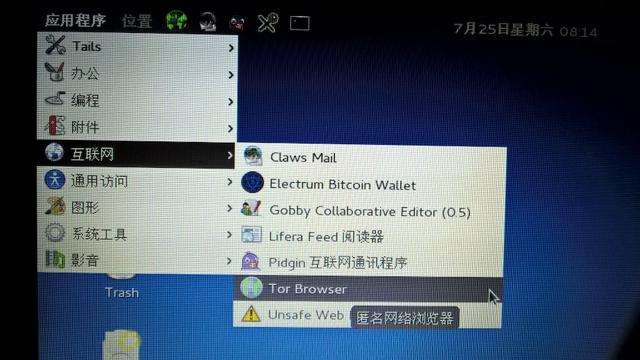 应用程序 位置
7月25日星期六 08:14
Tails
办公
编程
附件
互联网
通用访问
图形
系统工具
影音
Claws Mail
Electrum Bitcoin Wallet
Gobby Collaborative Editor (0.5)
Lifera Feed 阅读器
Pidgin 互联网通讯程序
Tor Browser
Unsafe Web
匿名网络浏览器
Trash